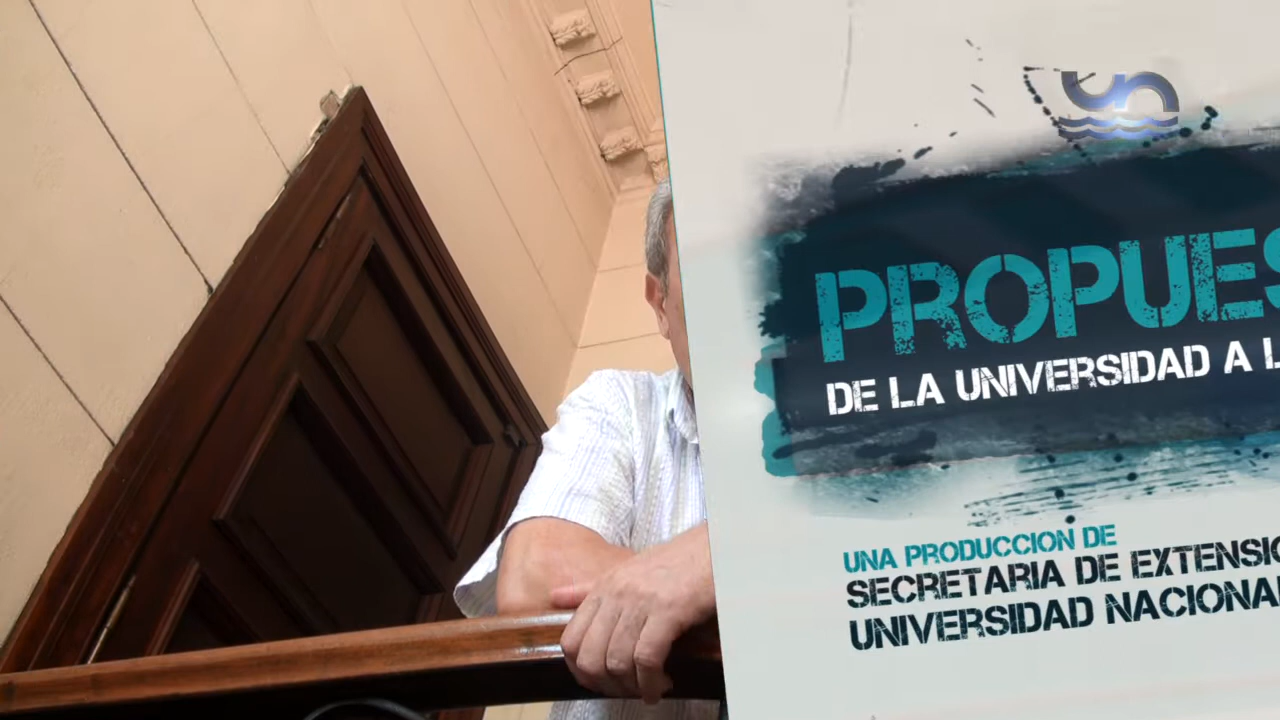 PROPUES
DE LA UNIVERSIDAD A L
UNA PRODUCCION DE
SECRETARIA DE EXTENSIO
UNIVERSIDAD NACIONAL